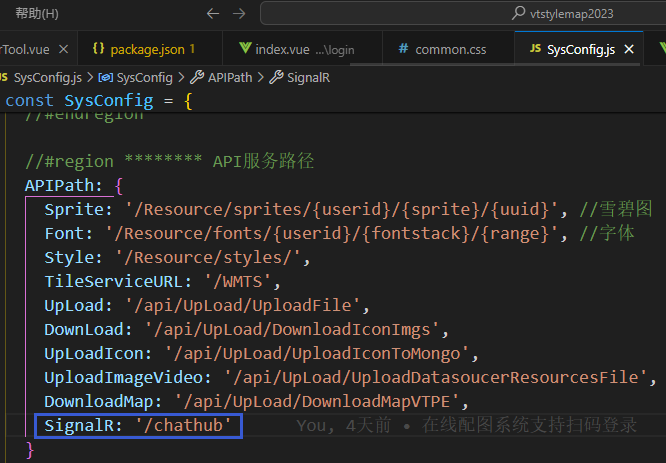 帮助(H)
vtstylemap2023
rTool.vue
package.json 1
index.vue ...\login
common.css
JS SysConfig.js
JS SysConfig.js > SysConfig > APIPath > SignalR
const SysConfig = {
//#endregion
//#region ******** API服务路径
APIPath: {
Sprite: '/Resource/sprites/{userid}/{sprite}/{uuid}', //雪碧图
Font: '/Resource/fonts/{userid}/{fontstack}/{range}', //字体
Style: '/Resource/styles/',
TileServiceURL: '/WMTS',
UpLoad: '/api/UpLoad/UploadFile',
DownLoad: '/api/UpLoad/DownloadIconImgs',
UpLoadIcon: '/api/UpLoad/UploadIconToMongo',
UploadImageVideo: '/api/UpLoad/UploadDatasoucerResourcesFile',
DownloadMap: '/api/UpLoad/DownloadMapVTPE',
SignalR: '/chathub' You, 4天前 • 在线配图系统支持扫码登录
}